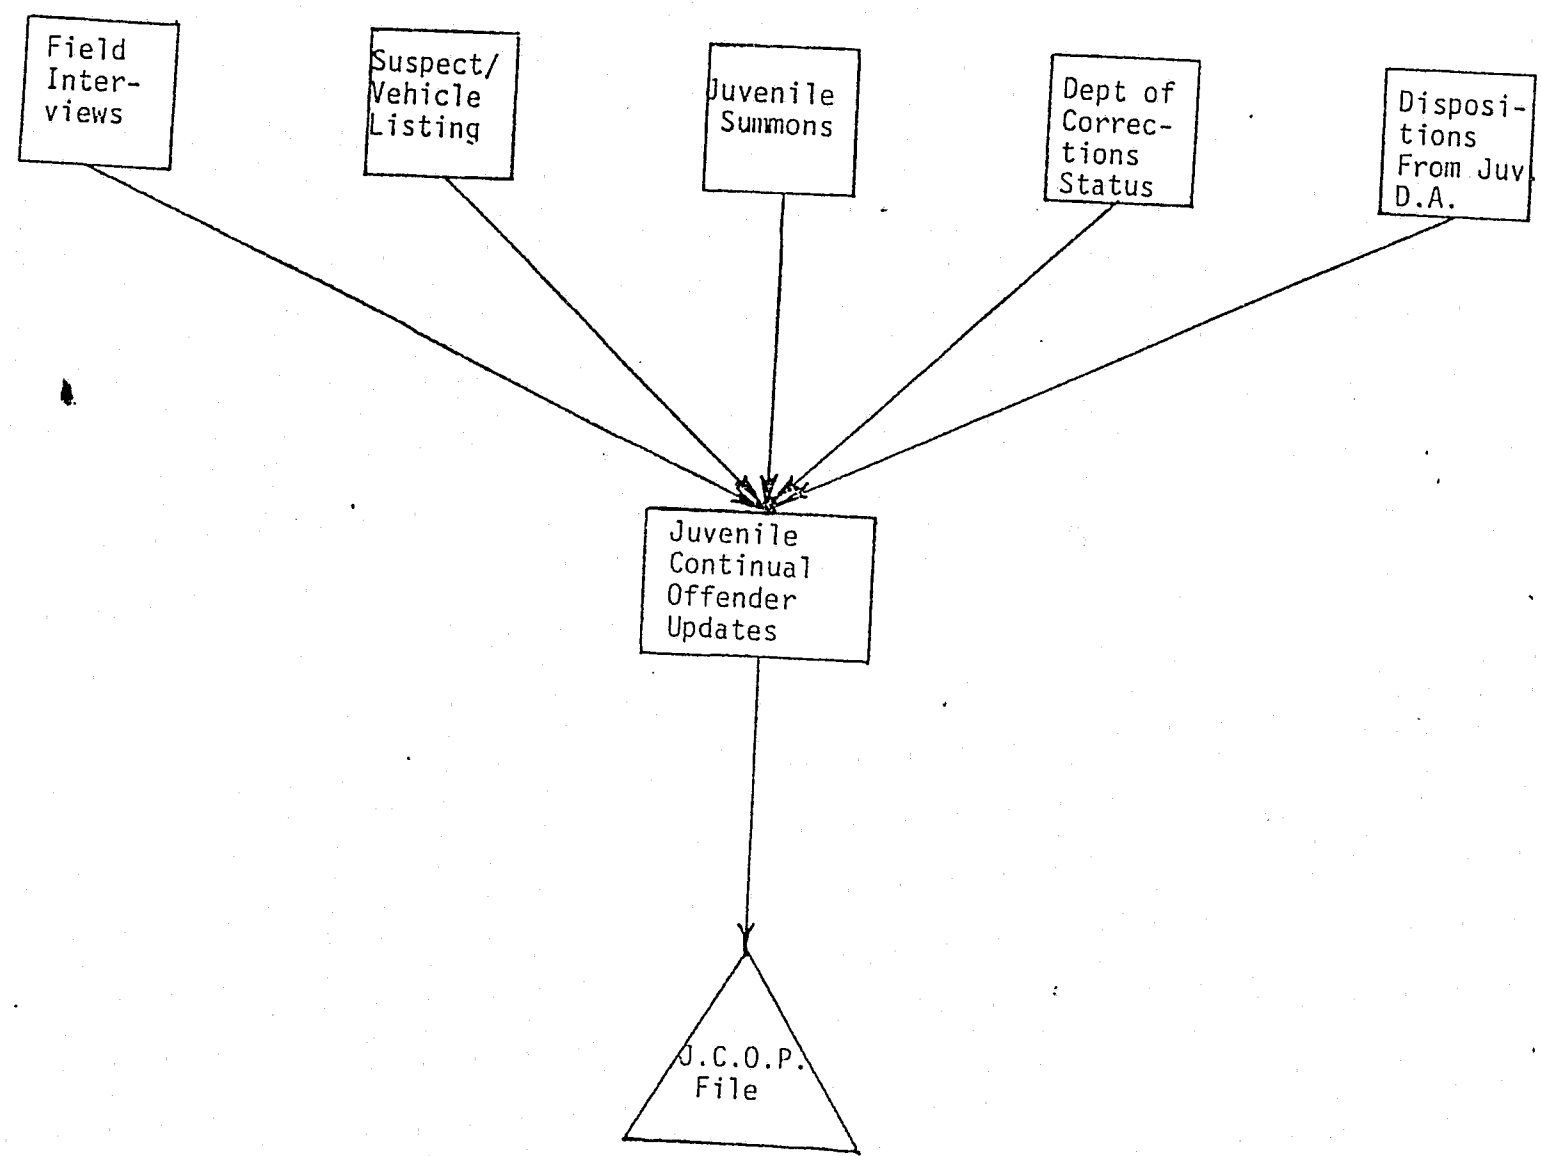 Field
Inter-
views
Suspect/
Vehicle
Listing
Juvenile
Summons
Dept of
Correc-
tions
Status
Disposi-
tions
From Juv.
D.A.
Juvenile
Continual
Offender
Updates
J.C.O.P.
File